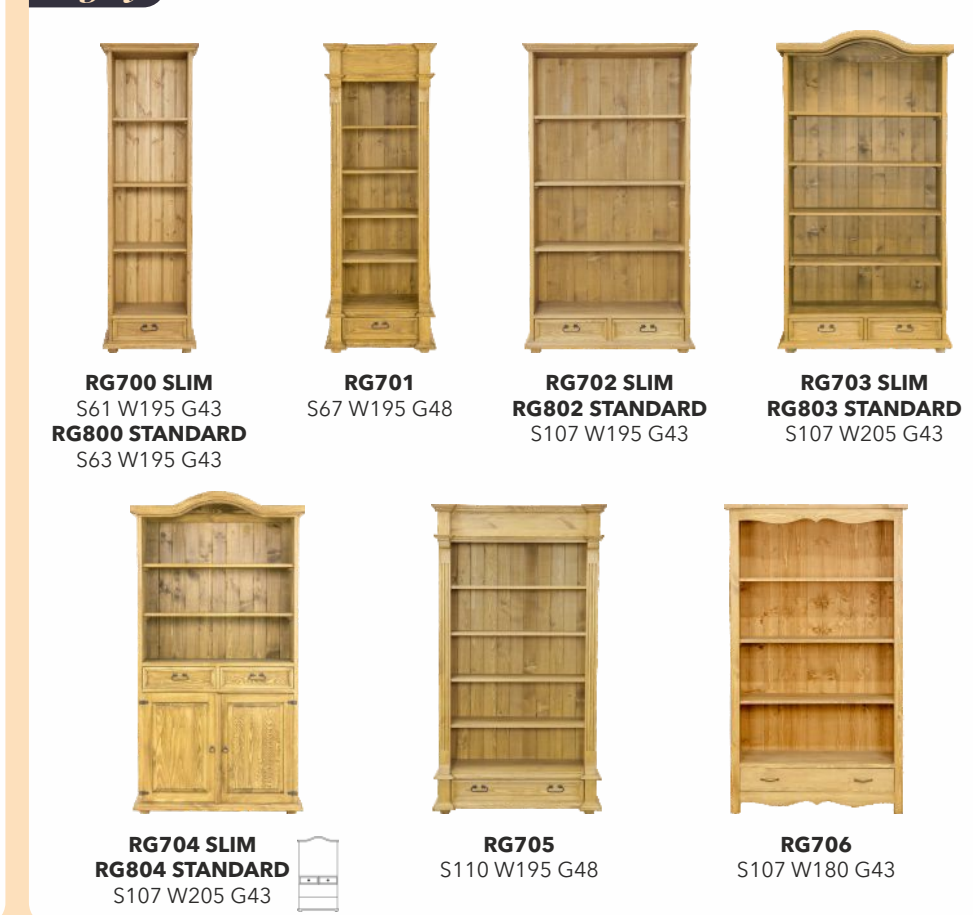 RG700 SLIM
S61 W195 G43
RG800 STANDARD
S63 W195 G43
RG701
S67 W195 G48
RG702 SLIM
RG802 STANDARD
S107 W195 G43
RG703 SLIM
RG803 STANDARD
S107 W205 G43
RG704 SLIM
RG804 STANDARD
S107 W205 G43
RG705
S110 W195 G48
RG706
S107 W180 G43